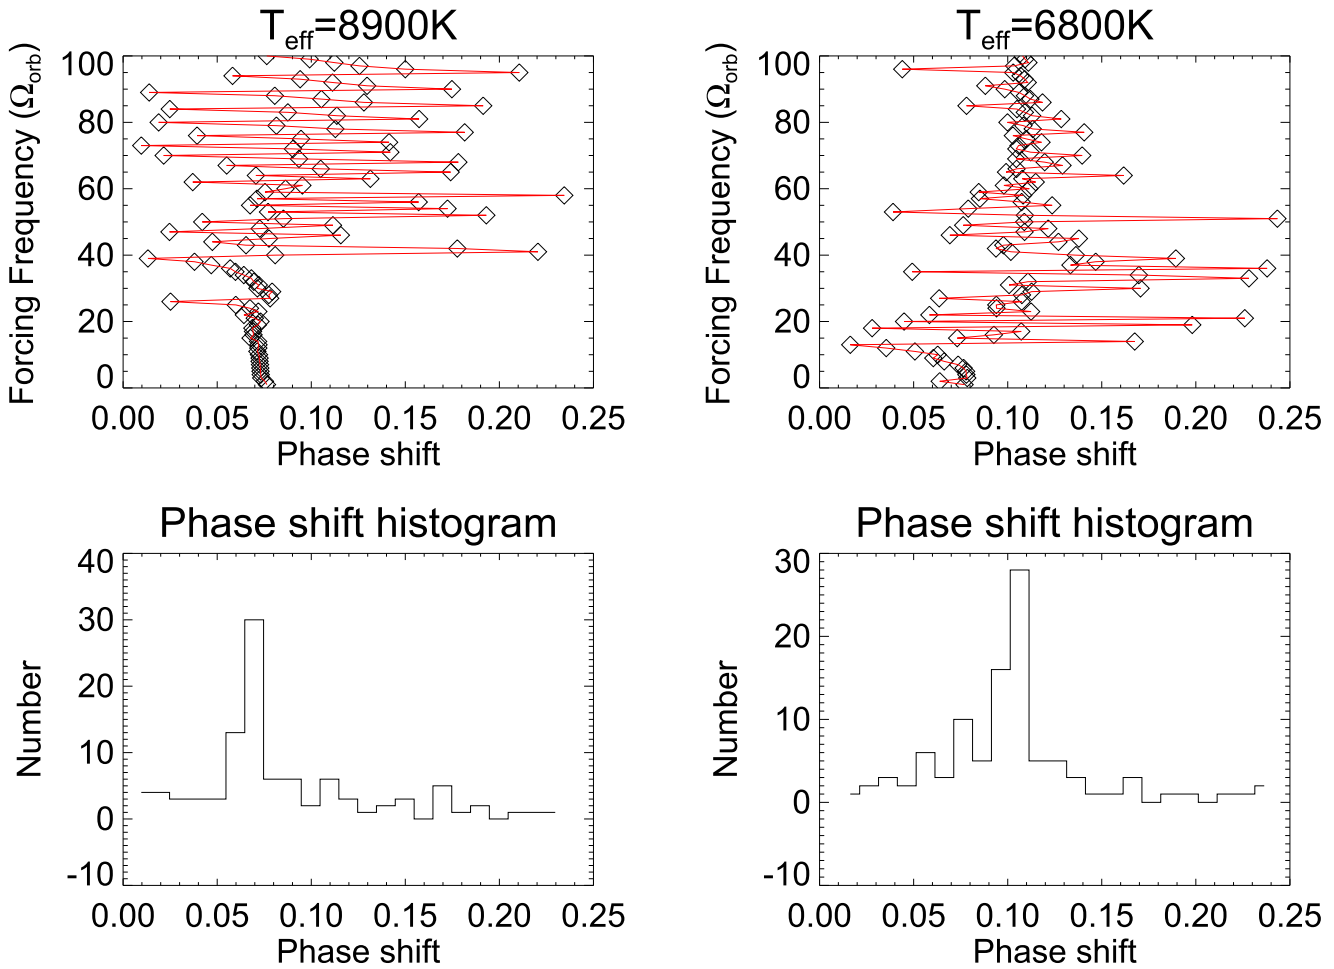 T_eff=8900K
Forcing Frequency (Ω_orb)
100
80
60
40
20
0
0.00 0.05 0.10 0.15 0.20 0.25
Phase shift
T_eff=6800K
Forcing Frequency (Ω_orb)
100
80
60
40
20
0
0.00 0.05 0.10 0.15 0.20 0.25
Phase shift
Phase shift histogram
Number
40
30
20
10
0
-10
0.00 0.05 0.10 0.15 0.20 0.25
Phase shift
Phase shift histogram
Number
30
20
10
0
-10
0.00 0.05 0.10 0.15 0.20 0.25
Phase shift